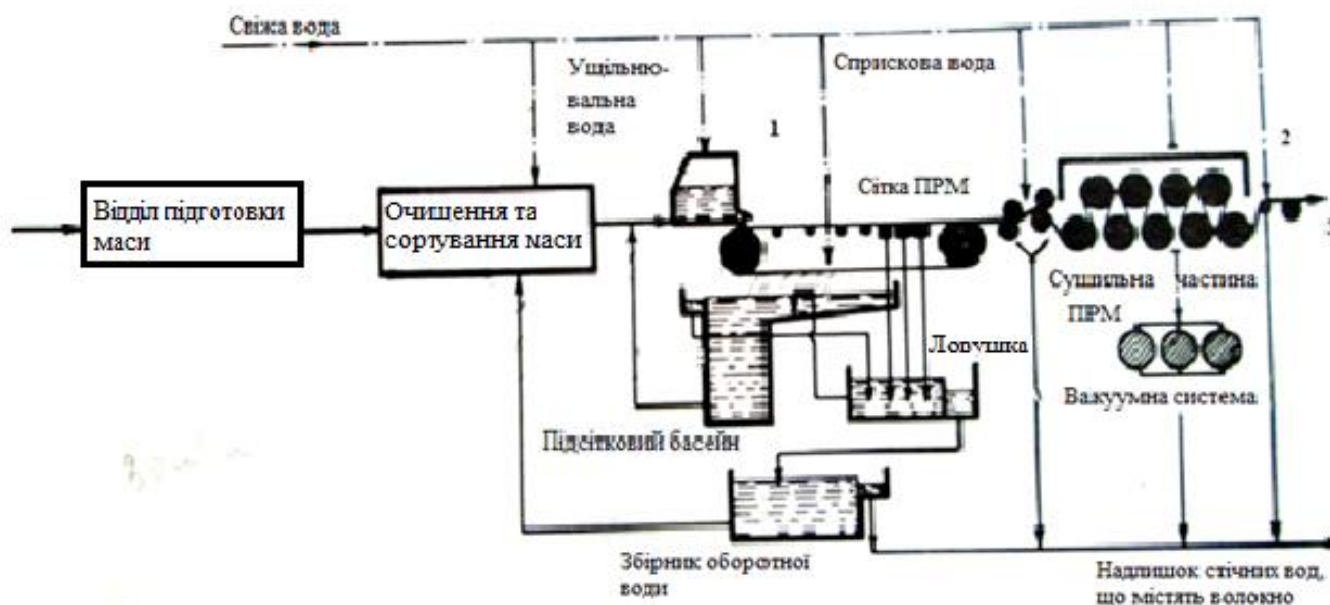 Свіжа вода
Ущільню-
вальна
вода
Сприскова вода
1
2
Сітка ПРМ
Відділ підготовки
маси
Очищення та
сортування маси
3
Сушильна частина
ПРМ
Ловушка
Вакуумна система
Підсітковий басейн
Збірник оборотної
води
Надлишок стічних вод,
що містять волокно